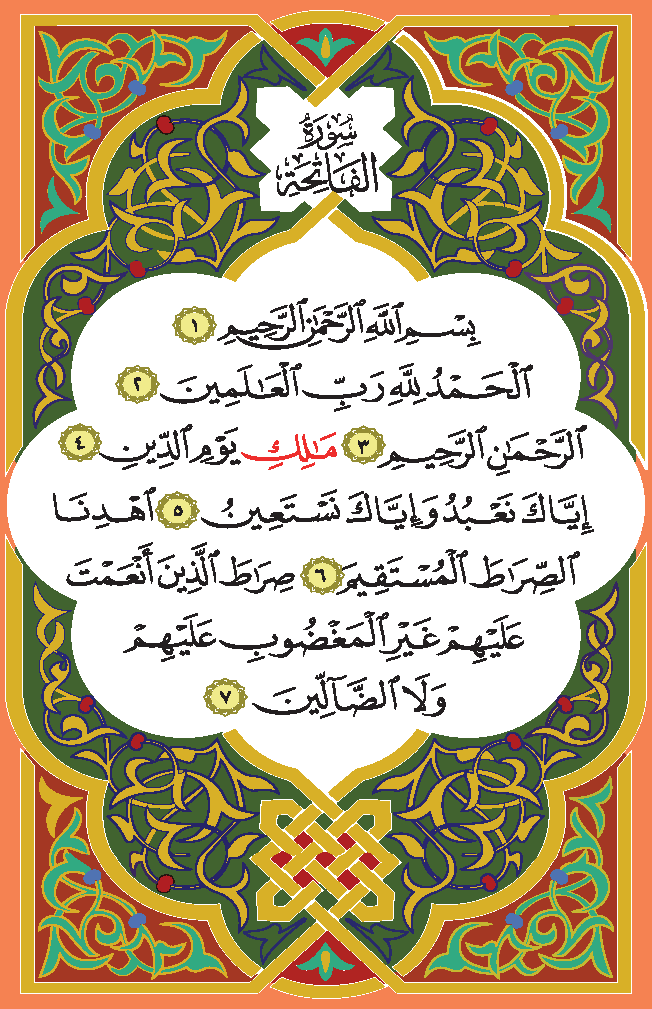 سُورَةُ
الفَاتِحَةِ
بِسْمِ ٱللَّهِ ٱلرَّحْمَٰنِ ٱلرَّحِيمِ ١
ٱلْحَمْدُ لِلَّهِ رَبِّ ٱلْعَٰلَمِينَ ٢
ٱلرَّحْمَٰنِ ٱلرَّحِيمِ ٣ مَٰلِكِ يَوْمِ ٱلدِّينِ ٤
إِيَّاكَ نَعْبُدُ وَإِيَّاكَ نَسْتَعِينُ ٥ ٱهْدِنَا
ٱلصِّرَٰطَ ٱلْمُسْتَقِيمَ ٦ صِرَٰطَ ٱلَّذِينَ أَنْعَمْتَ
عَلَيْهِمْ غَيْرِ ٱلْمَغْضُوبِ عَلَيْهِمْ
وَلَا ٱلضَّآلِّينَ ٧